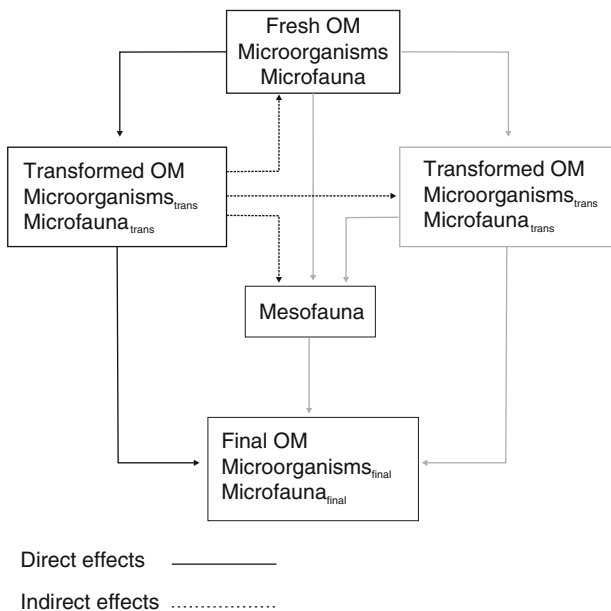 Fresh OM
Microorganisms
Microfauna
Transformed OM
Microorganismstrans
Microfaunatrans
Transformed OM
Microorganismstrans
Microfaunatrans
Mesofauna
Final OM
Microorganismsfinal
Microfaunafinal
Direct effects
Indirect effects